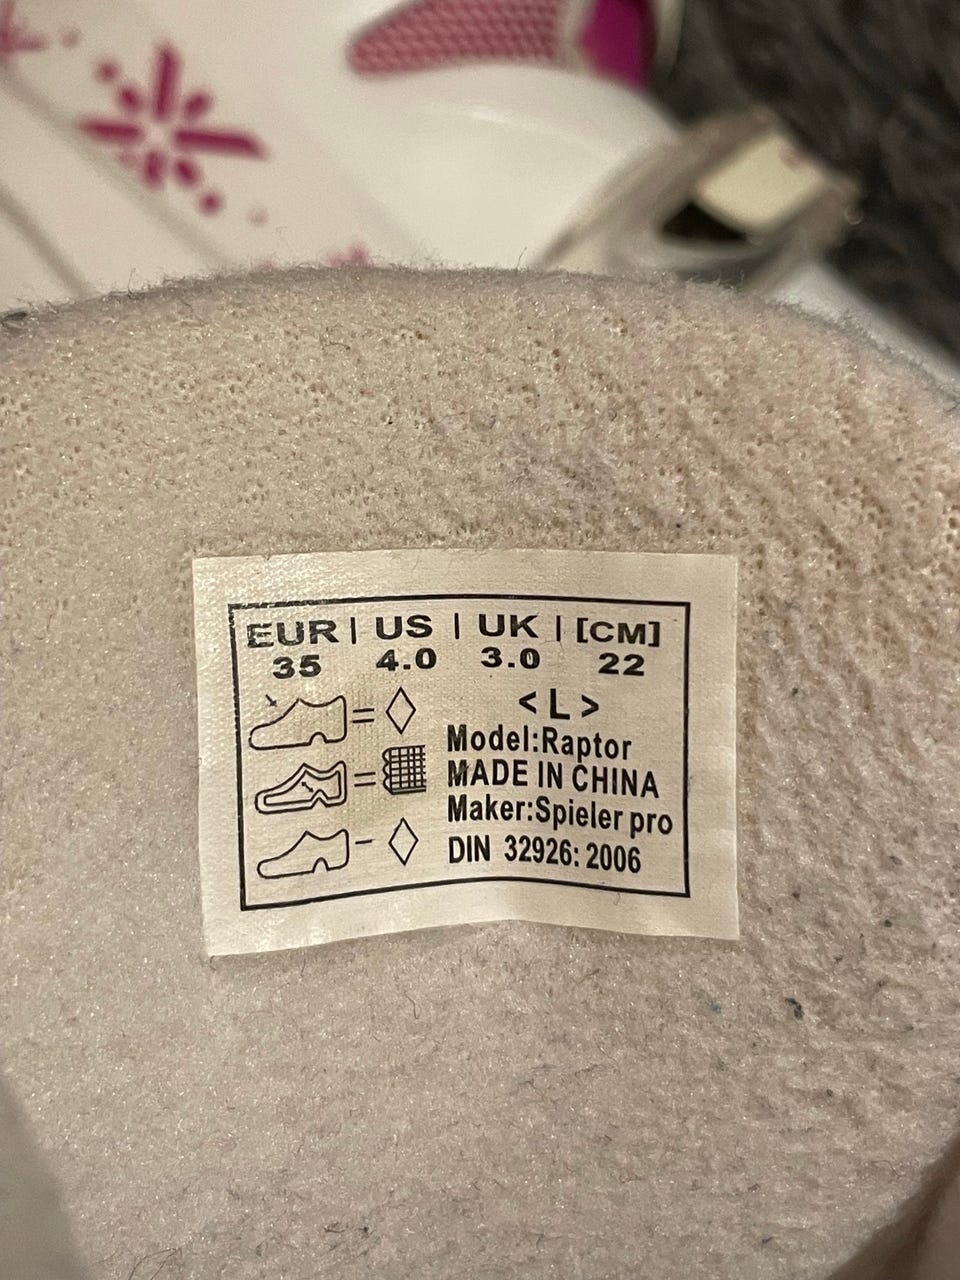 EUR | US | UK | [CM]
35 4.0 3.0 22
<L>
Model:Raptor
MADE IN CHINA
Maker:Spieler pro
DIN 32926: 2006